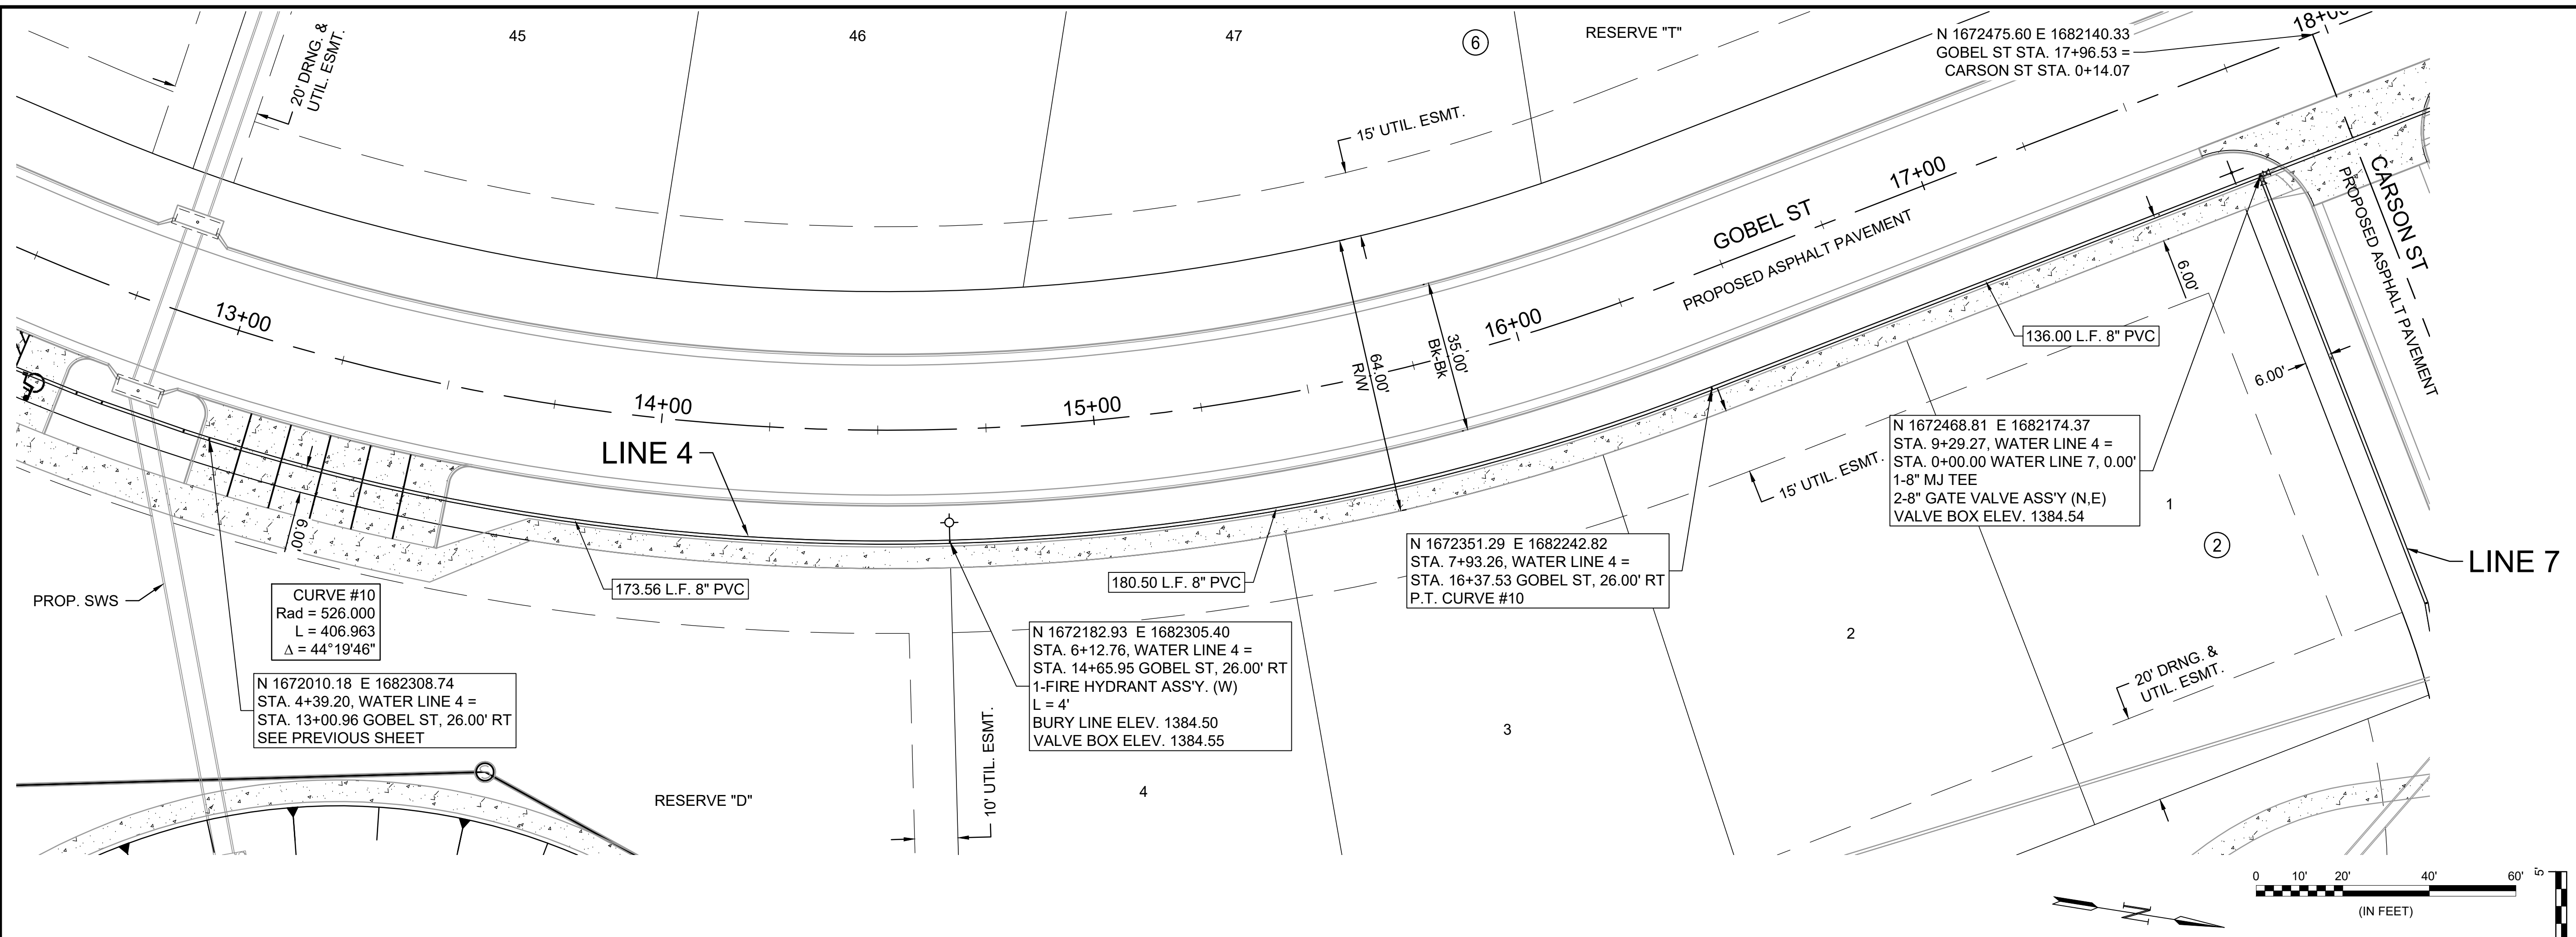 45
46
47
6
RESERVE "T"
20' DRNG. &
UTIL. ESMT.
15' UTIL. ESMT.
N 1672475.60 E 1682140.33
GOBEL ST STA. 17+96.53 =
CARSON ST STA. 0+14.07
18+00
17+00
GOBEL ST
PROPOSED ASPHALT PAVEMENT
CARSON ST
PROPOSED ASPHALT PAVEMENT
13+00
14+00
15+00
16+00
64.00'
R/W
35.00'
Bk-Bk
6.00'
6.00'
136.00 L.F. 8" PVC
LINE 4
6.00'
N 1672468.81 E 1682174.37
STA. 9+29.27, WATER LINE 4 =
STA. 0+00.00 WATER LINE 7, 0.00'
1-8" MJ TEE
2-8" GATE VALVE ASS'Y (N,E)
VALVE BOX ELEV. 1384.54
15' UTIL. ESMT.
1
2
LINE 7
N 1672351.29 E 1682242.82
STA. 7+93.26, WATER LINE 4 =
STA. 16+37.53 GOBEL ST, 26.00' RT
P.T. CURVE #10
173.56 L.F. 8" PVC
180.50 L.F. 8" PVC
PROP. SWS
CURVE #10
Rad = 526.000
L = 406.963
Δ = 44°19'46"
N 1672182.93 E 1682305.40
STA. 6+12.76, WATER LINE 4 =
STA. 14+65.95 GOBEL ST, 26.00' RT
1-FIRE HYDRANT ASS'Y. (W)
L = 4'
BURY LINE ELEV. 1384.50
VALVE BOX ELEV. 1384.55
N 1672010.18 E 1682308.74
STA. 4+39.20, WATER LINE 4 =
STA. 13+00.96 GOBEL ST, 26.00' RT
SEE PREVIOUS SHEET
2
20' DRNG. &
UTIL. ESMT.
3
4
10' UTIL. ESMT.
RESERVE "D"
N
0 10' 20' 40' 60'
(IN FEET)
5'